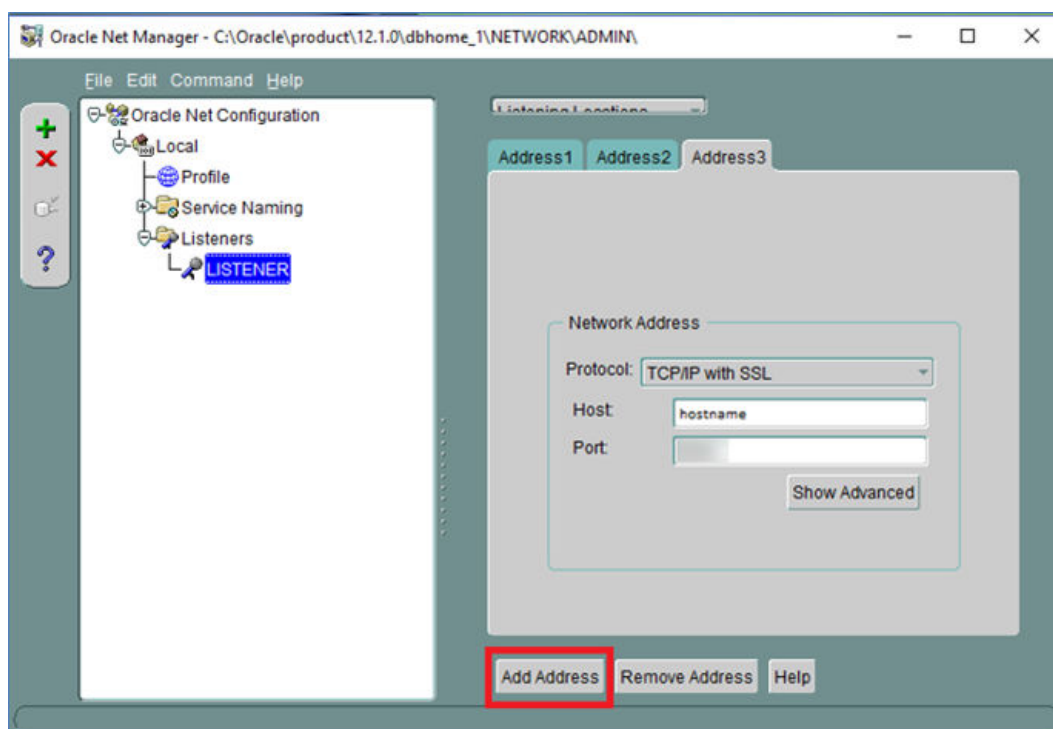 Oracle Net Manager - C:\Oracle\product\12.1.0\dbhome_1\NETWORK\ADMIN\
File Edit Command Help
Oracle Net Configuration
Local
Profile
Service Naming
Listeners
LISTENER
Listening Locations
Address1 Address2 Address3
Network Address
Protocol: TCP/IP with SSL
Host: hostname
Port:
Show Advanced
Add Address Remove Address Help